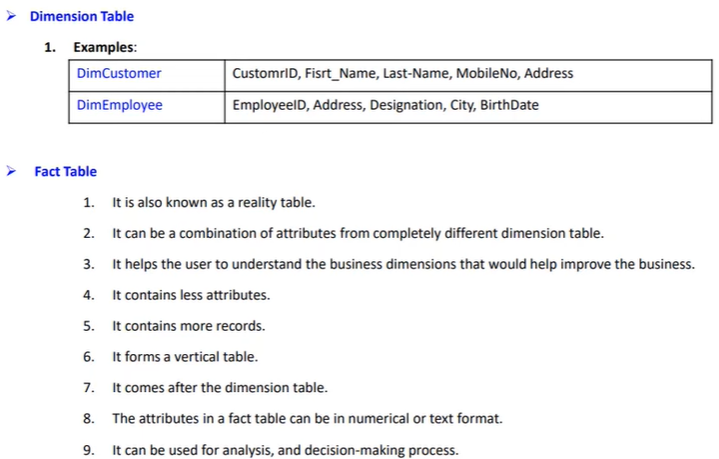 ➢ Dimension Table
1. Examples:
DimCustomer CustomrID, Fisrt_Name, Last-Name, MobileNo, Address
DimEmployee EmployeeID, Address, Designation, City, BirthDate
➢ Fact Table
1. It is also known as a reality table.
2. It can be a combination of attributes from completely different dimension table.
3. It helps the user to understand the business dimensions that would help improve the business.
4. It contains less attributes.
5. It contains more records.
6. It forms a vertical table.
7. It comes after the dimension table.
8. The attributes in a fact table can be in numerical or text format.
9. It can be used for analysis, and decision-making process.